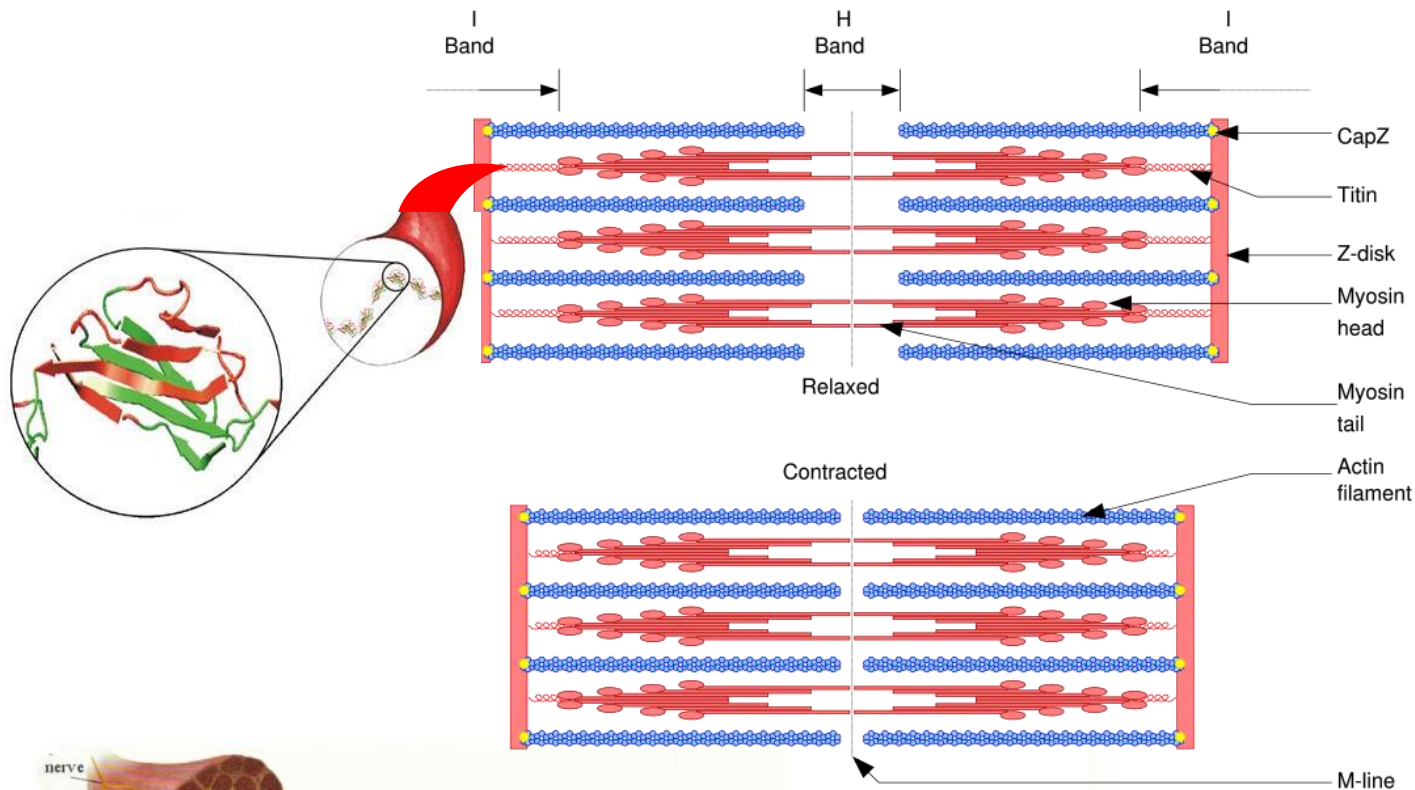 I
Band
H
Band
I
Band
CapZ
Titin
Z-disk
Myosin
head
Relaxed
Myosin
tail
Contracted
Actin
filament
nerve
M-line